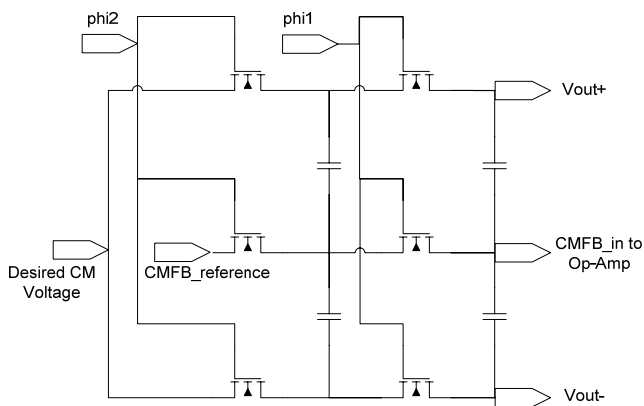 phi2
phi1
Vout+
Desired CM
Voltage
CMFB_reference
CMFB_in to
Op-Amp
Vout-